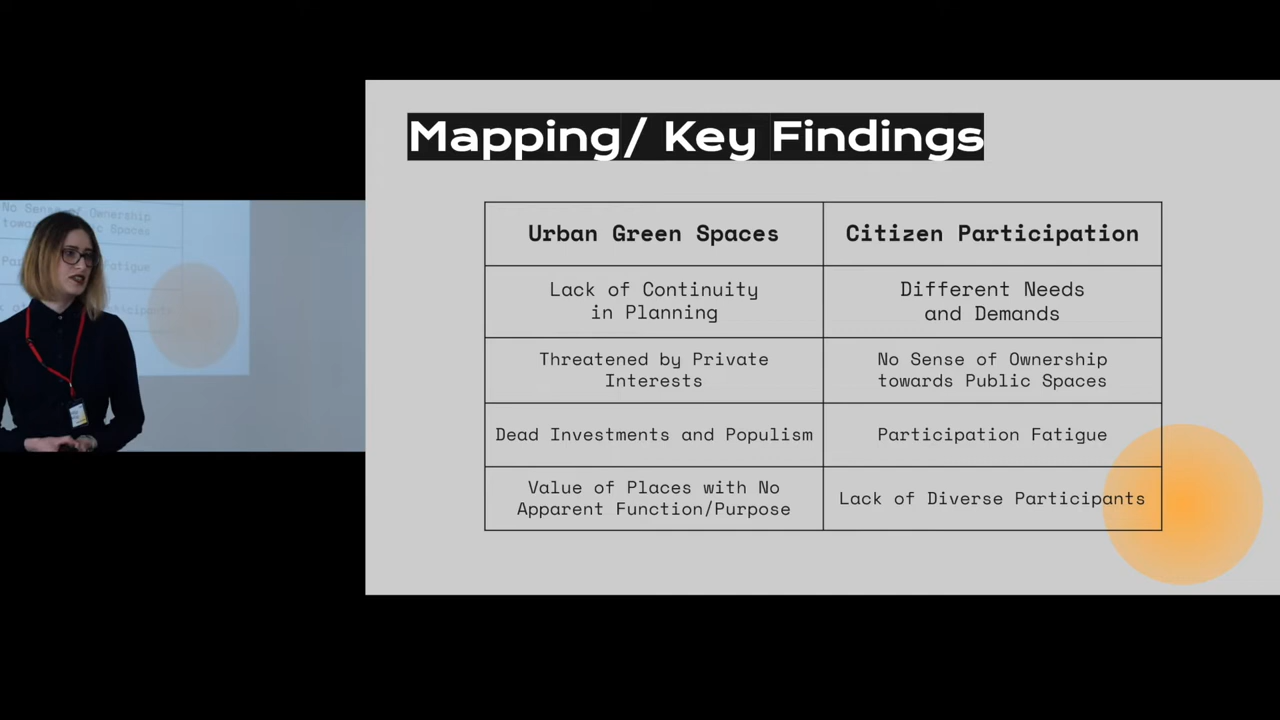 Mapping/ Key Findings
Urban Green Spaces
Citizen Participation
Lack of Continuity
in Planning
Different Needs
and Demands
Threatened by Private
Interests
No Sense of Ownership
towards Public Spaces
Dead Investments and Populism
Participation Fatigue
Value of Places with No
Apparent Function/Purpose
Lack of Diverse Participants